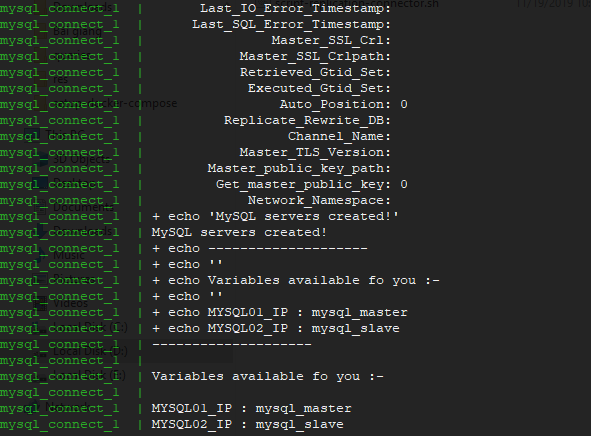 mysql_connect_1 | Last_IO_Error_Timestamp:
mysql_connect_1 | Last_SQL_Error_Timestamp:
mysql_connect_1 | Master_SSL_Crl:
mysql_connect_1 | Master_SSL_Crlpath:
mysql_connect_1 | Retrieved_Gtid_Set:
mysql_connect_1 | Executed_Gtid_Set:
mysql_connect_1 | Auto_Position: 0
mysql_connect_1 | Replicate_Rewrite_DB:
mysql_connect_1 | Channel_Name:
mysql_connect_1 | Master_TLS_Version:
mysql_connect_1 | Master_public_key_path:
mysql_connect_1 | Get_master_public_key: 0
mysql_connect_1 | Network_Namespace:
mysql_connect_1 | + echo 'MySQL servers created!'
mysql_connect_1 | MySQL servers created!
mysql_connect_1 | + echo --------------------
mysql_connect_1 | + echo ''
mysql_connect_1 | + echo Variables available fo you :-
mysql_connect_1 | + echo ''
mysql_connect_1 | + echo MYSQL01_IP : mysql_master
mysql_connect_1 | + echo MYSQL02_IP : mysql_slave
mysql_connect_1 | --------------------
mysql_connect_1 |
mysql_connect_1 | Variables available fo you :-
mysql_connect_1 |
mysql_connect_1 | MYSQL01_IP : mysql_master
mysql_connect_1 | MYSQL02_IP : mysql_slave